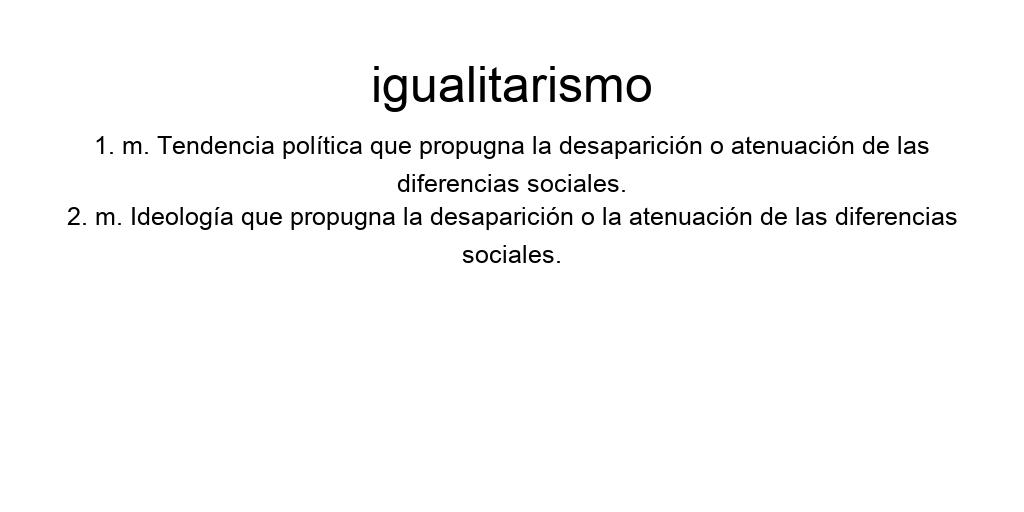 igualitarismo
1. m. Tendencia política que propugna la desaparición o atenuación de las
diferencias sociales.
2. m. Ideología que propugna la desaparición o la atenuación de las diferencias
sociales.